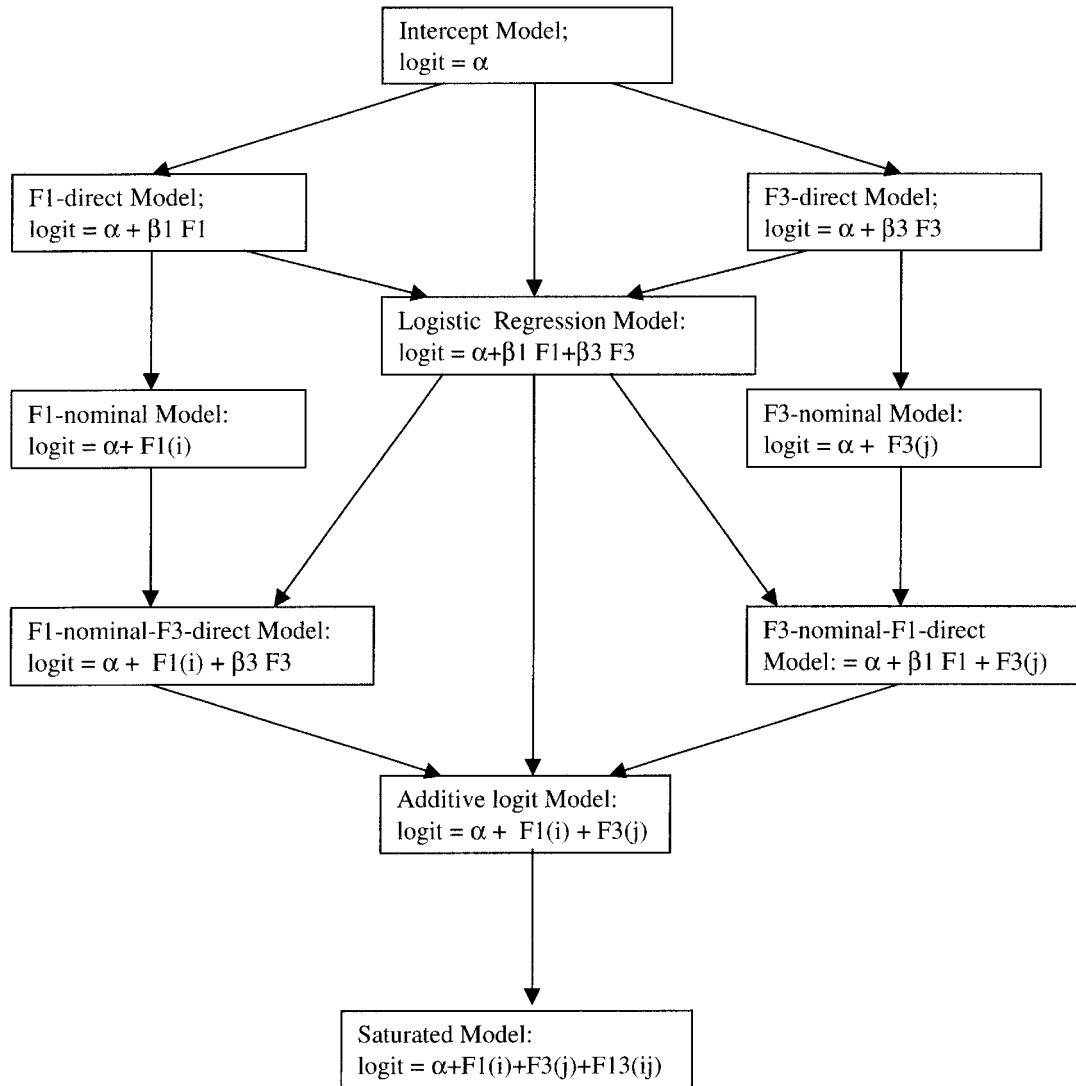 Intercept Model;
logit = α
F1-direct Model;
logit = α + β1 F1
F3-direct Model;
logit = α + β3 F3
Logistic Regression Model:
logit = α+β1 F1+β3 F3
F1-nominal Model:
logit = α+ F1(i)
F3-nominal Model:
logit = α + F3(j)
F1-nominal-F3-direct Model:
logit = α + F1(i) + β3 F3
F3-nominal-F1-direct
Model: = α + β1 F1 + F3(j)
Additive logit Model:
logit = α + F1(i) + F3(j)
Saturated Model:
logit = α+F1(i)+F3(j)+F13(ij)